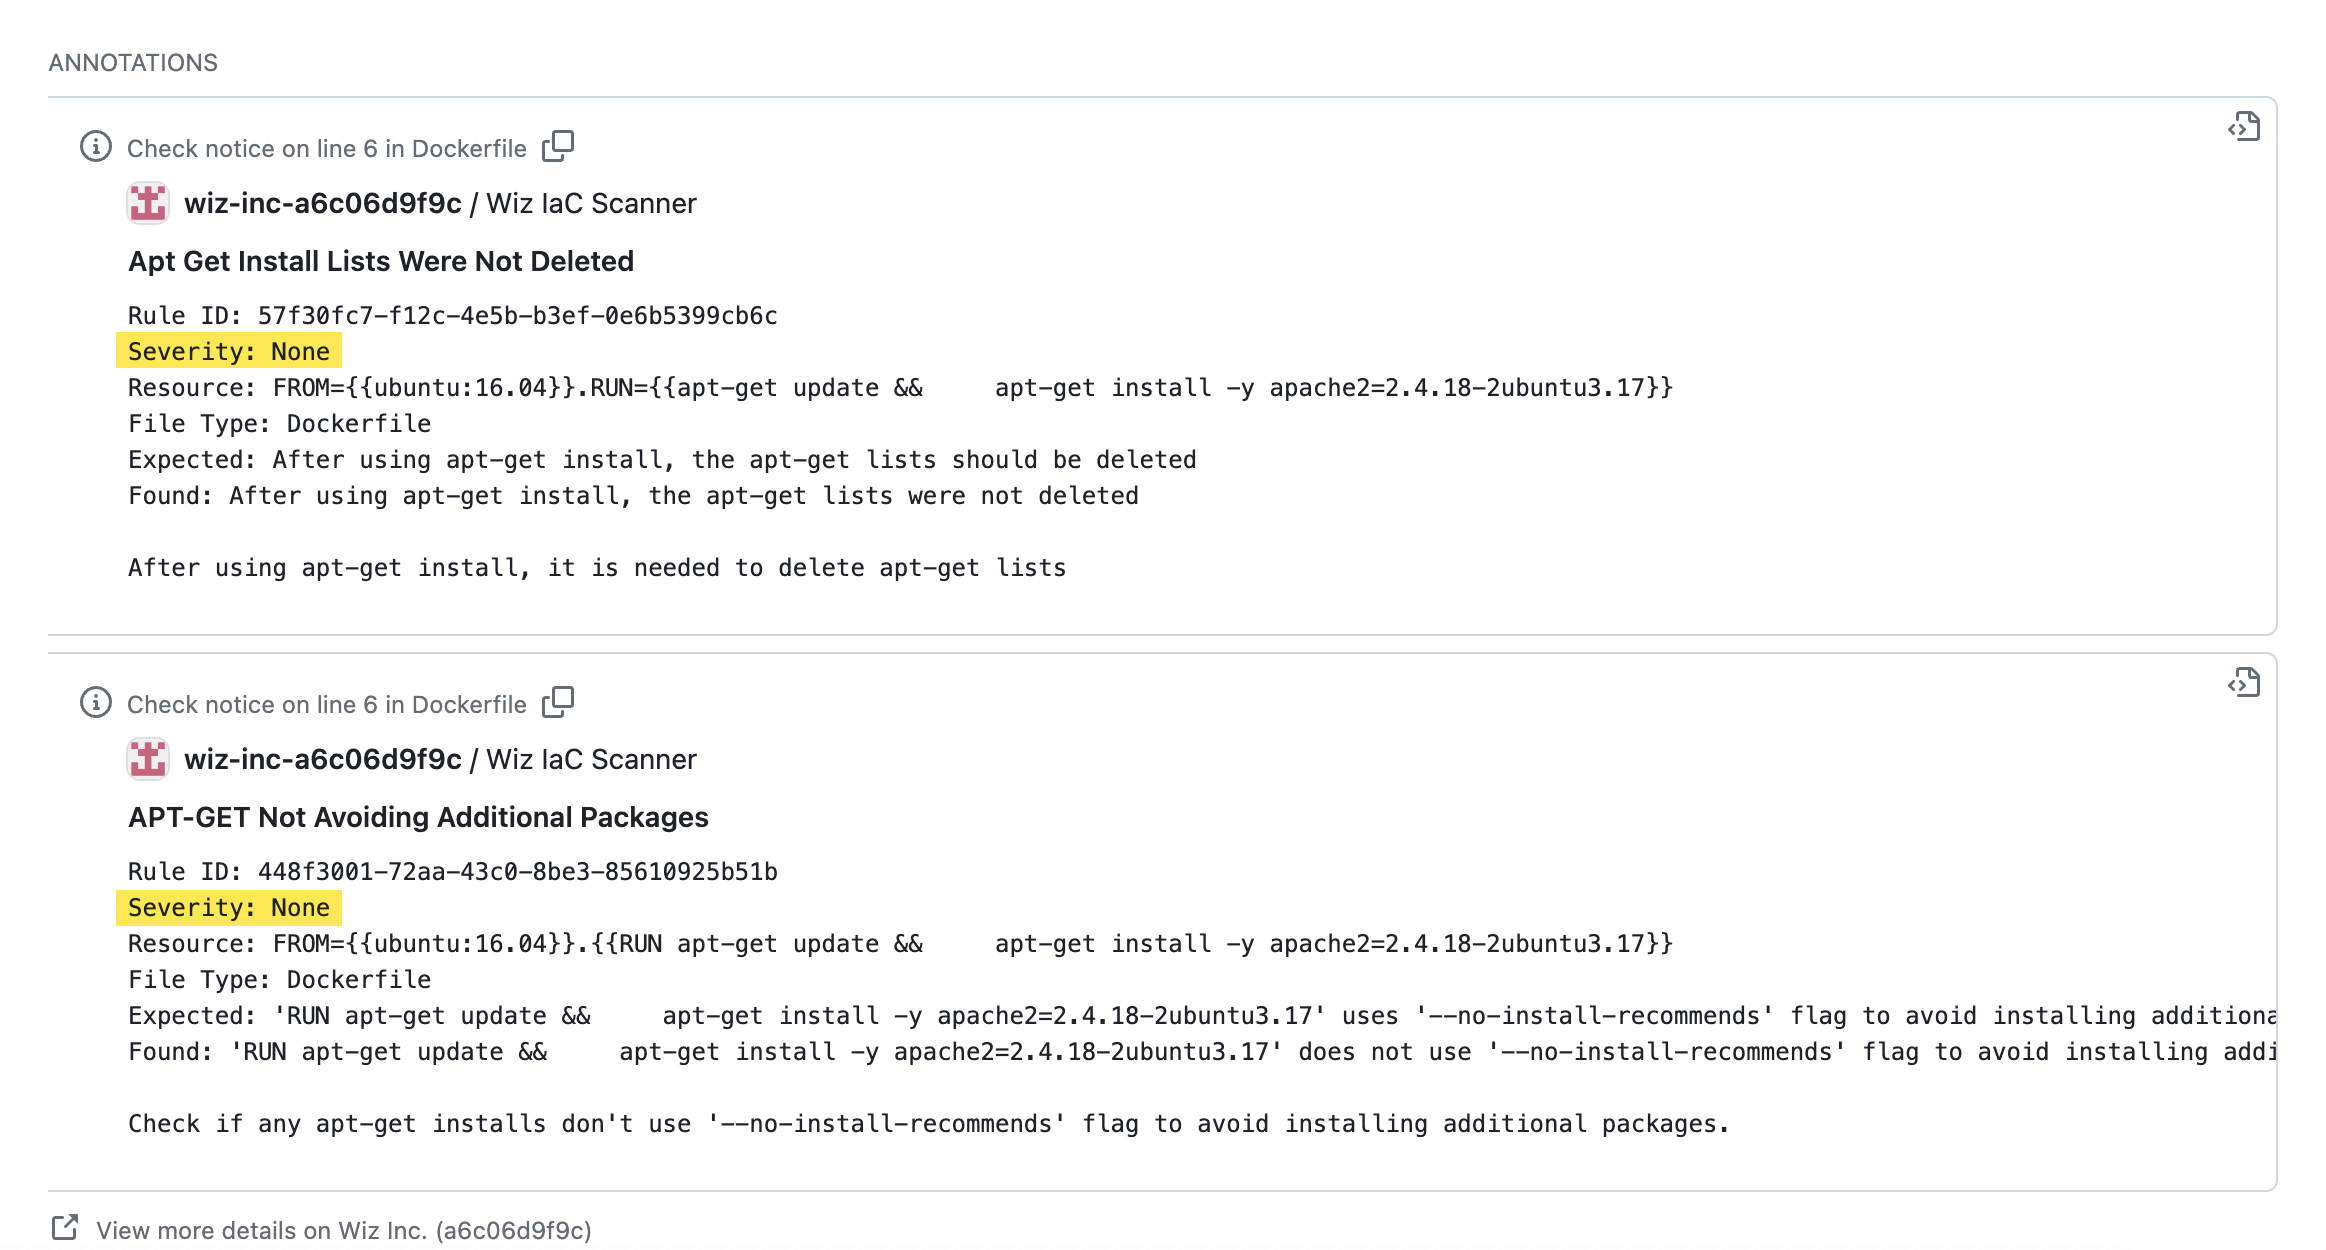 ANNOTATIONS
Check notice on line 6 in Dockerfile
wiz-inc-a6c06d9f9c / Wiz IaC Scanner
Apt Get Install Lists Were Not Deleted
Rule ID: 57f30fc7-f12c-4e5b-b3ef-0e6b5399cb6c
Severity: None
Resource: FROM={{ubuntu:16.04}}.RUN={{apt-get update &&     apt-get install -y apache2=2.4.18-2ubuntu3.17}}
File Type: Dockerfile
Expected: After using apt-get install, the apt-get lists should be deleted
Found: After using apt-get install, the apt-get lists were not deleted
After using apt-get install, it is needed to delete apt-get lists
Check notice on line 6 in Dockerfile
wiz-inc-a6c06d9f9c / Wiz IaC Scanner
APT-GET Not Avoiding Additional Packages
Rule ID: 448f3001-72aa-43c0-8be3-85610925b51b
Severity: None
Resource: FROM={{ubuntu:16.04}}.{{RUN apt-get update &&     apt-get install -y apache2=2.4.18-2ubuntu3.17}}
File Type: Dockerfile
Expected: 'RUN apt-get update &&     apt-get install -y apache2=2.4.18-2ubuntu3.17' uses '--no-install-recommends' flag to avoid installing additiona
Found: 'RUN apt-get update &&     apt-get install -y apache2=2.4.18-2ubuntu3.17' does not use '--no-install-recommends' flag to avoid installing addi
Check if any apt-get installs don't use '--no-install-recommends' flag to avoid installing additional packages.
View more details on Wiz Inc. (a6c06d9f9c)